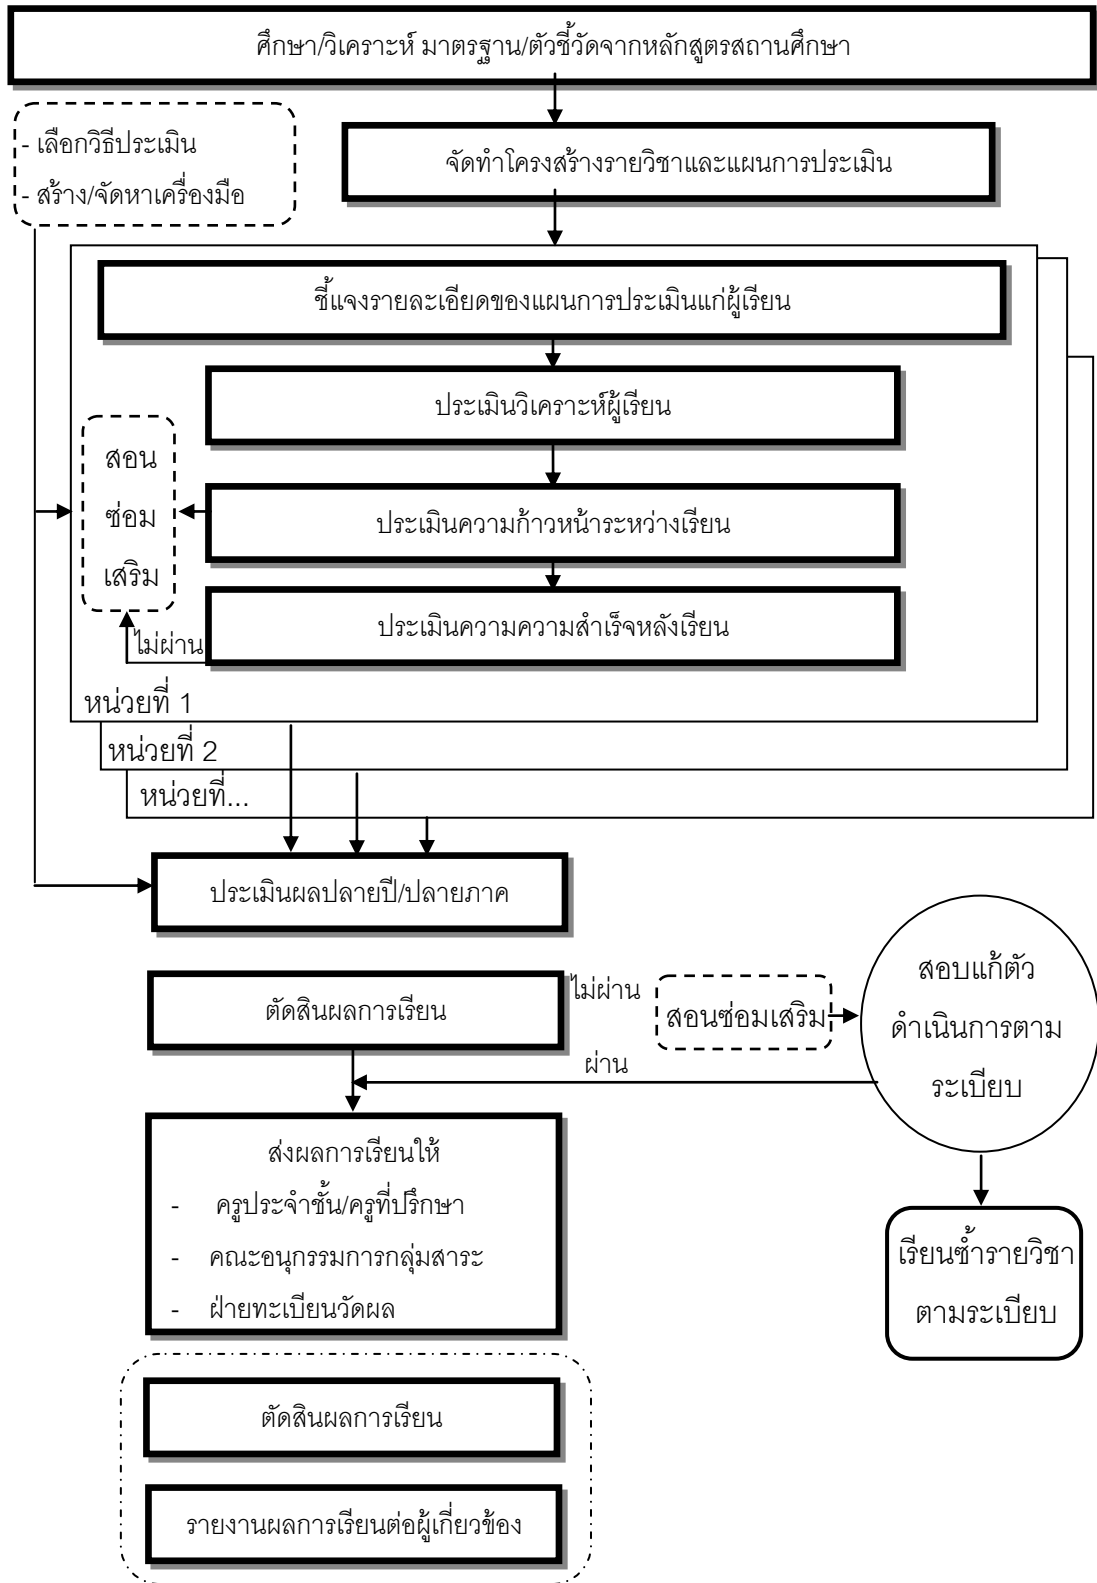 ศึกษา/วิเคราะห์ มาตรฐาน/ตัวชี้วัดจากหลักสูตรสถานศึกษา
- เลือกวิธีประเมิน
- สร้าง/จัดหาเครื่องมือ
จัดทำโครงสร้างรายวิชาและแผนการประเมิน
ชี้แจงรายละเอียดของแผนการประเมินแก่ผู้เรียน
ประเมินวิเคราะห์ผู้เรียน
สอน
ซ่อม
เสริม
ประเมินความก้าวหน้าระหว่างเรียน
ประเมินความความสำเร็จหลังเรียน
ไม่ผ่าน
หน่วยที่ 1
หน่วยที่ 2
หน่วยที่...
ประเมินผลปลายปี/ปลายภาค
ตัดสินผลการเรียน
ไม่ผ่าน
สอนซ่อมเสริม
สอบแก้ตัว
ดำเนินการตาม
ระเบียบ
ผ่าน
ส่งผลการเรียนให้
- ครูประจำชั้น/ครูที่ปรึกษา
- คณะอนุกรรมการกลุ่มสาระ
- ฝ่ายทะเบียนวัดผล
เรียนซ้ำรายวิชา
ตามระเบียบ
ตัดสินผลการเรียน
รายงานผลการเรียนต่อผู้เกี่ยวข้อง